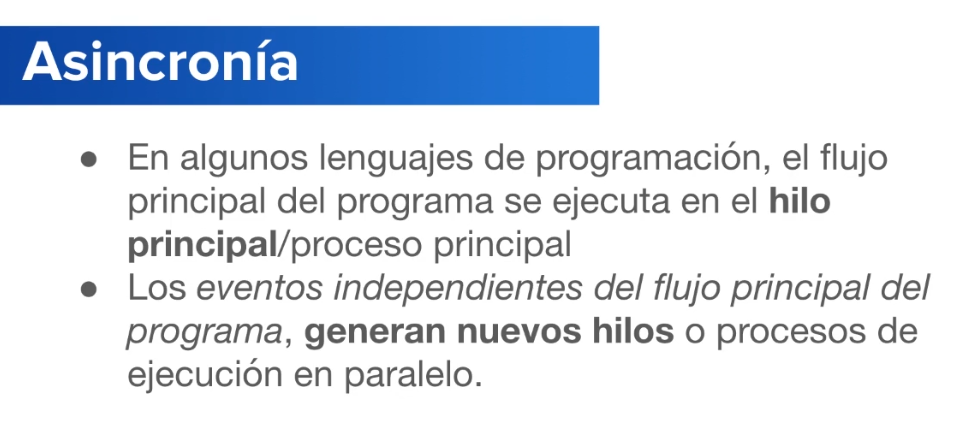 Asincronía
● En algunos lenguajes de programación, el flujo
principal del programa se ejecuta en el hilo
principal/proceso principal
● Los eventos independientes del flujo principal del
programa, generan nuevos hilos o procesos de
ejecución en paralelo.